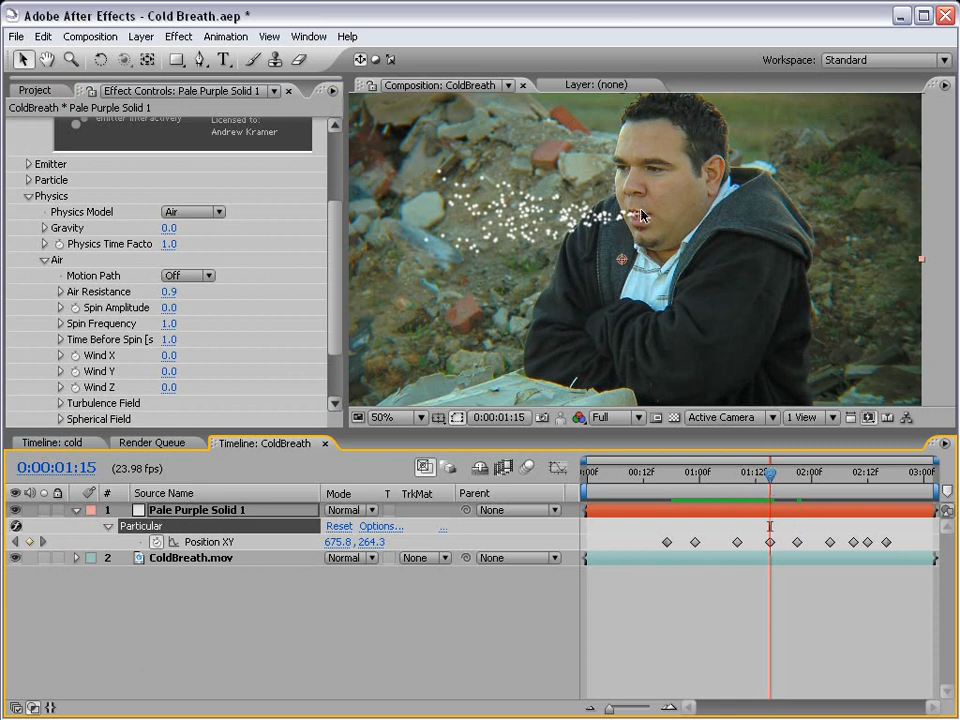 Adobe After Effects - Cold Breath.aep *
File Edit Composition Layer Effect Animation View Window Help
Workspace: Standard
Project Effect Controls: Pale Purple Solid 1
ColdBreath * Pale Purple Solid 1
emitter interactively
Licensed to:
Andrew Kramer
Emitter
Particle
Physics
Physics Model Air
Gravity 0.0
Physics Time Facto 1.0
Air
Motion Path Off
Air Resistance 0.9
Spin Amplitude 0.0
Spin Frequency 1.0
Time Before Spin [s 1.0
Wind X 0.0
Wind Y 0.0
Wind Z 0.0
Turbulence Field
Spherical Field
Composition: ColdBreath
Layer: (none)
50% 0:00:01:15 Full Active Camera 1 View
Timeline: cold Render Queue Timeline: ColdBreath
0:00:01:15 (23.98 fps)
:00f 00:12f 01:00f 01:12f 02:00f 02:12f 03:00f
# Source Name Mode T TrkMat Parent
1 Pale Purple Solid 1 Normal None
Particular Reset Options... ...
Position XY 675.8, 264.3
2 ColdBreath.mov Normal None None